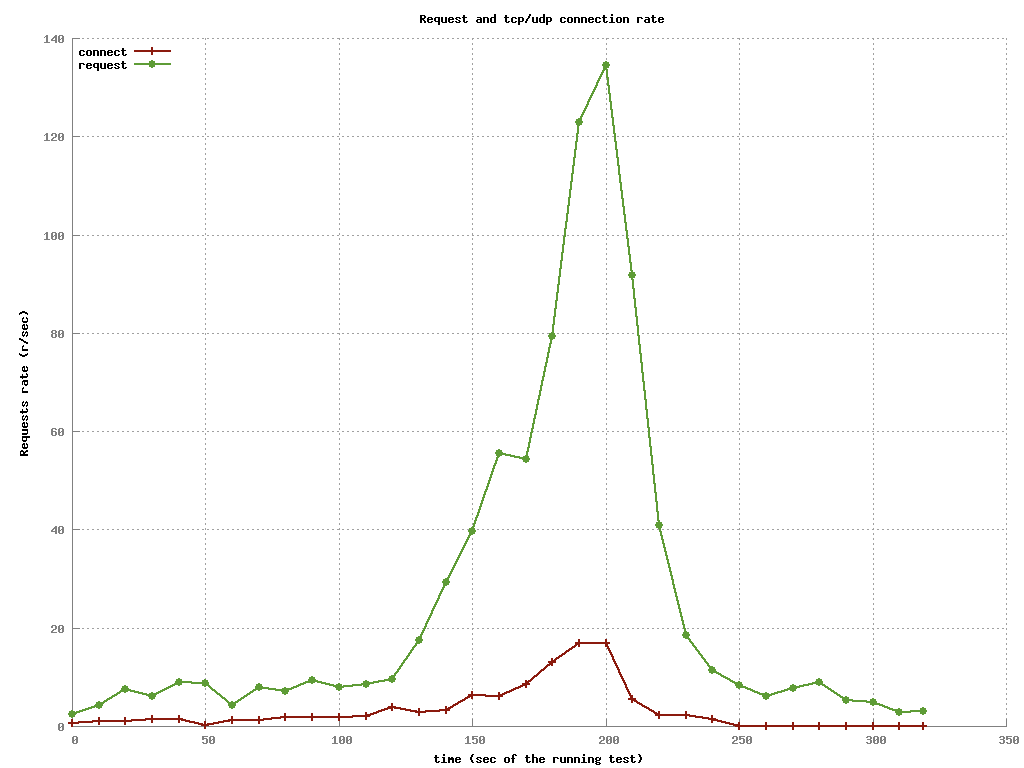 Request and tcp/udp connection rate
140
connect
request
120
100
80
Requests rate (r/sec)
60
40
20
0
0 50 100 150 200 250 300 350
time (sec of the running test)